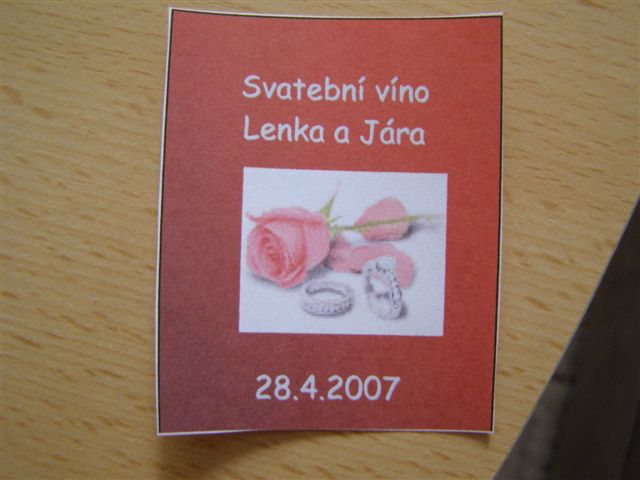 Svatební víno
Lenka a Jára
28.4.2007